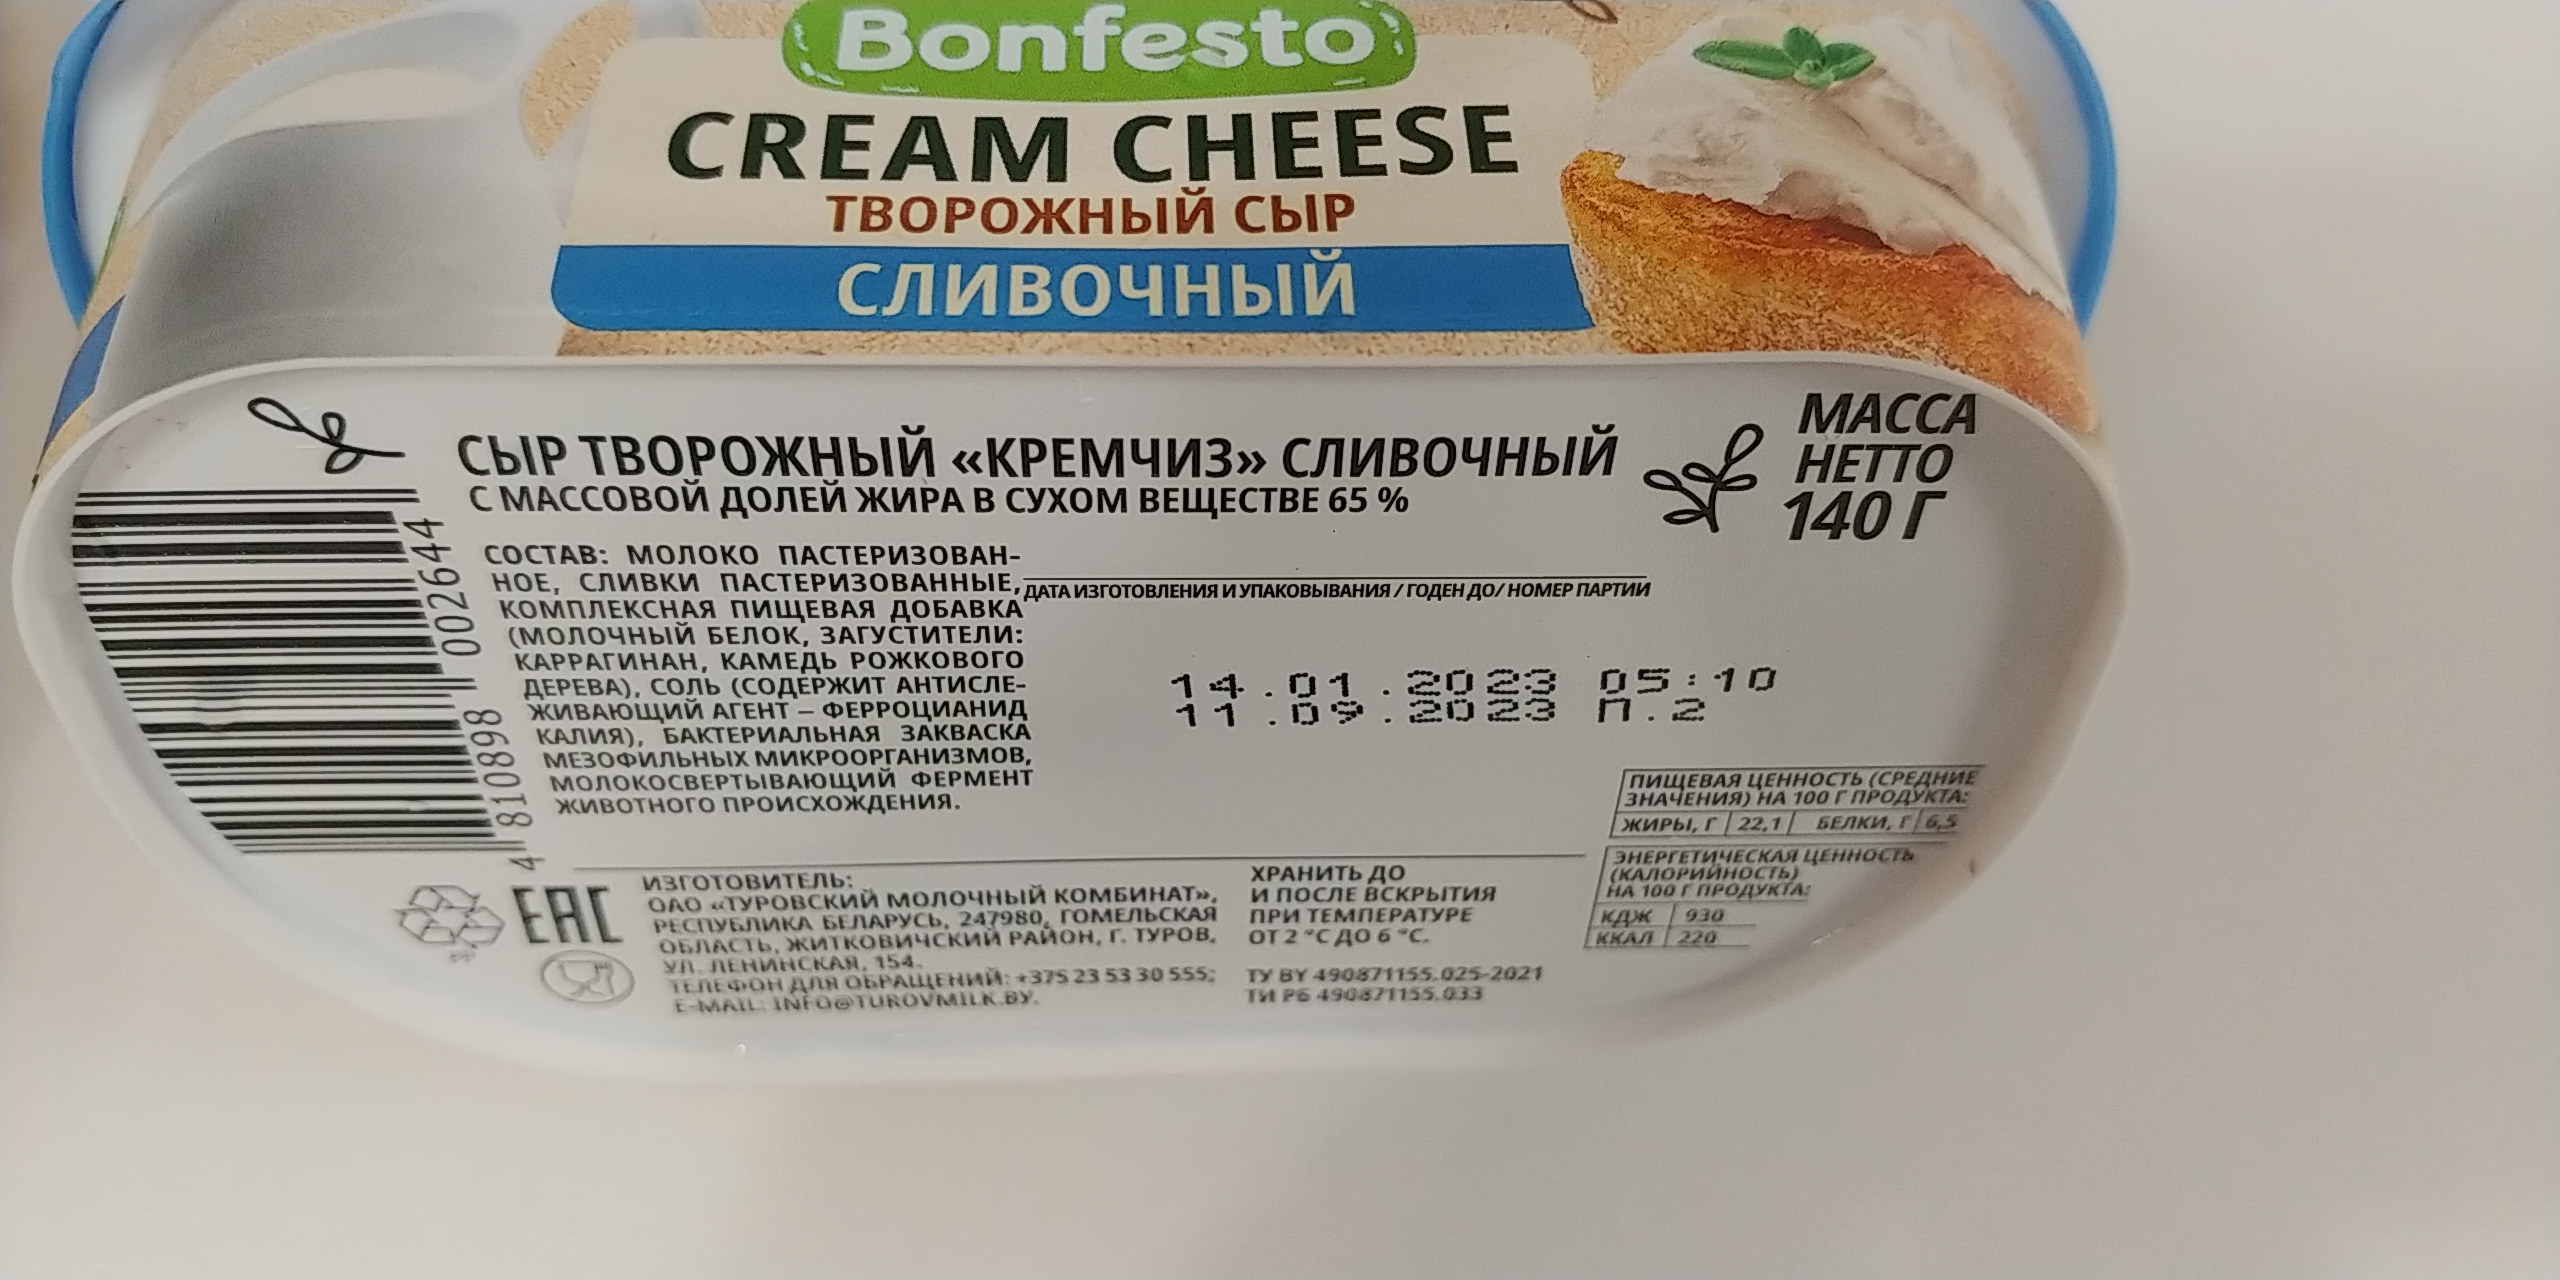 Bonfesto
CREAM CHEESE
ТВОРОЖНЫЙ СЫР
СЛИВОЧНЫЙ
СЫР ТВОРОЖНЫЙ «КРЕМЧИЗ» СЛИВОЧНЫЙ
С МАССОВОЙ ДОЛЕЙ ЖИРА В СУХОМ ВЕЩЕСТВЕ 65 %
МАССА
НЕТТО
140 Г
СОСТАВ: МОЛОКО ПАСТЕРИЗОВАН-
НОЕ, СЛИВКИ ПАСТЕРИЗОВАННЫЕ,
КОМПЛЕКСНАЯ ПИЩЕВАЯ ДОБАВКА
(МОЛОЧНЫЙ БЕЛОК, ЗАГУСТИТЕЛИ:
КАРРАГИНАН, КАМЕДЬ РОЖКОВОГО
ДЕРЕВА), СОЛЬ (СОДЕРЖИТ АНТИСЛЕ-
ЖИВАЮЩИЙ АГЕНТ – ФЕРРОЦИАНИД
КАЛИЯ), БАКТЕРИАЛЬНАЯ ЗАКВАСКА
МЕЗОФИЛЬНЫХ МИКРООРГАНИЗМОВ,
МОЛОКОСВЕРТЫВАЮЩИЙ ФЕРМЕНТ
ЖИВОТНОГО ПРОИСХОЖДЕНИЯ.
ДАТА ИЗГОТОВЛЕНИЯ И УПАКОВЫВАНИЯ / ГОДЕН ДО/ НОМЕР ПАРТИИ
14.01.2023 05:10
11.09.2023 П.2
4 810898 002644
EAC
ИЗГОТОВИТЕЛЬ:
ОАО «ТУРОВСКИЙ МОЛОЧНЫЙ КОМБИНАТ»,
РЕСПУБЛИКА БЕЛАРУСЬ, 247980, ГОМЕЛЬСКАЯ
ОБЛАСТЬ, ЖИТКОВИЧСКИЙ РАЙОН, Г. ТУРОВ,
УЛ. ЛЕНИНСКАЯ, 154.
ТЕЛЕФОН ДЛЯ ОБРАЩЕНИЙ: +375 23 53 30 555;
E-MAIL: INFO@TUROVMILK.BY.
ХРАНИТЬ ДО
И ПОСЛЕ ВСКРЫТИЯ
ПРИ ТЕМПЕРАТУРЕ
ОТ 2 °С ДО 6 °С.
ТУ BY 490871155.025-2021
ТИ РБ 490871155.033
ПИЩЕВАЯ ЦЕННОСТЬ (СРЕДНИЕ
ЗНАЧЕНИЯ) НА 100 Г ПРОДУКТА:
ЖИРЫ, Г 22,1 БЕЛКИ, Г 6,5
ЭНЕРГЕТИЧЕСКАЯ ЦЕННОСТЬ
(КАЛОРИЙНОСТЬ)
НА 100 Г ПРОДУКТА:
КДЖ 930
ККАЛ 220